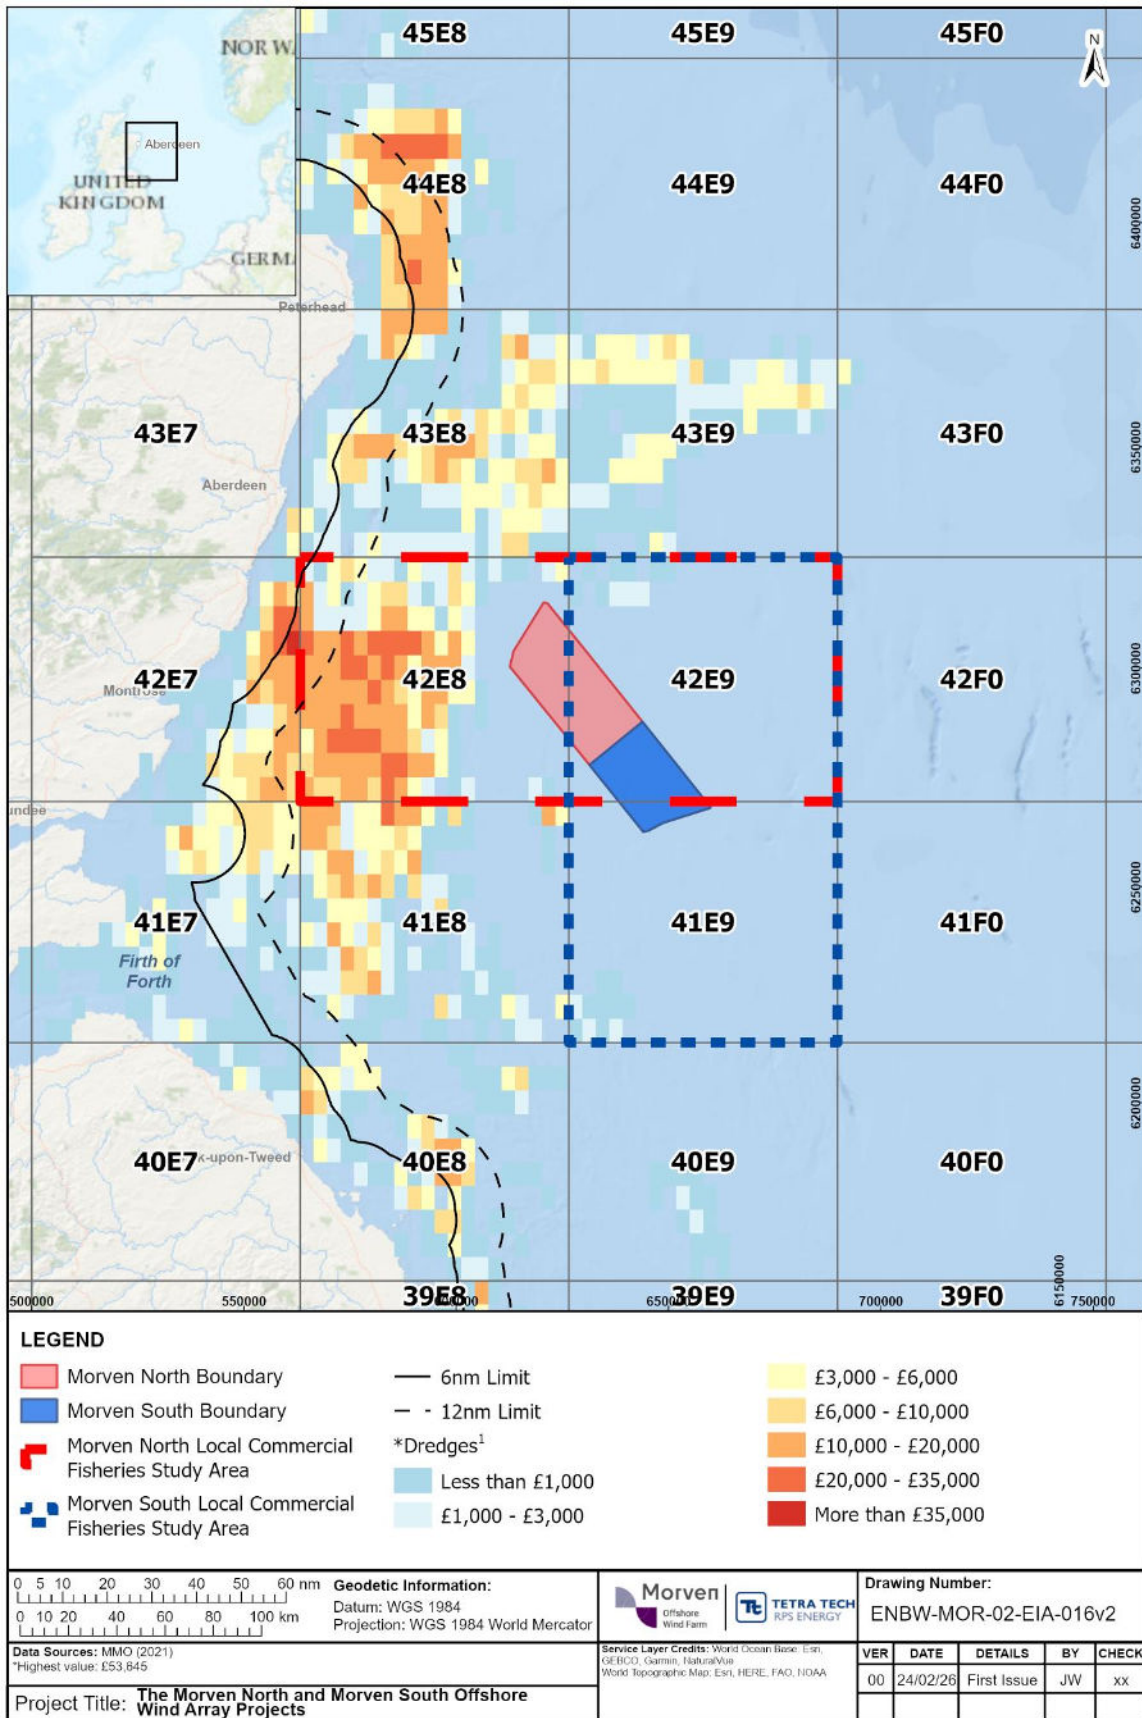 45E8 45E9 45F0
NOR W
N
Aberdeen
UNITED
KINGDOM
GERM
44E8 44E9 44F0
6400000
Peterhead
43E7 43E8 43E9 43F0
6350000
Aberdeen
42E7 42E8 42E9 42F0
6300000
Montrose
undee
6250000
41E7 41E8 41E9 41F0
Firth of
Forth
6200000
40E7 k-upon-Tweed 40E8 40E9 40F0
6150000
500000 550000 39E8 650000 39E9 700000 39F0 750000
LEGEND
Morven North Boundary
Morven South Boundary
Morven North Local Commercial
Fisheries Study Area
Morven South Local Commercial
Fisheries Study Area
6nm Limit
12nm Limit
*Dredges¹
Less than £1,000
£1,000 - £3,000
£3,000 - £6,000
£6,000 - £10,000
£10,000 - £20,000
£20,000 - £35,000
More than £35,000
0 5 10 20 30 40 50 60 nm
0 10 20 40 60 80 100 km
Geodetic Information:
Datum: WGS 1984
Projection: WGS 1984 World Mercator
Morven
Offshore
Wind Farm
TETRA TECH
RPS ENERGY
Drawing Number:
ENBW-MOR-02-EIA-016v2
Data Sources: MMO (2021)
*Highest value: £53,645
Service Layer Credits: World Ocean Base: Esri,
GEBCO, Garmin, NaturalVue
World Topographic Map: Esri, HERE, FAO, NOAA
VER DATE DETAILS BY CHECK
00 24/02/26 First Issue JW xx
Project Title: The Morven North and Morven South Offshore
Wind Array Projects